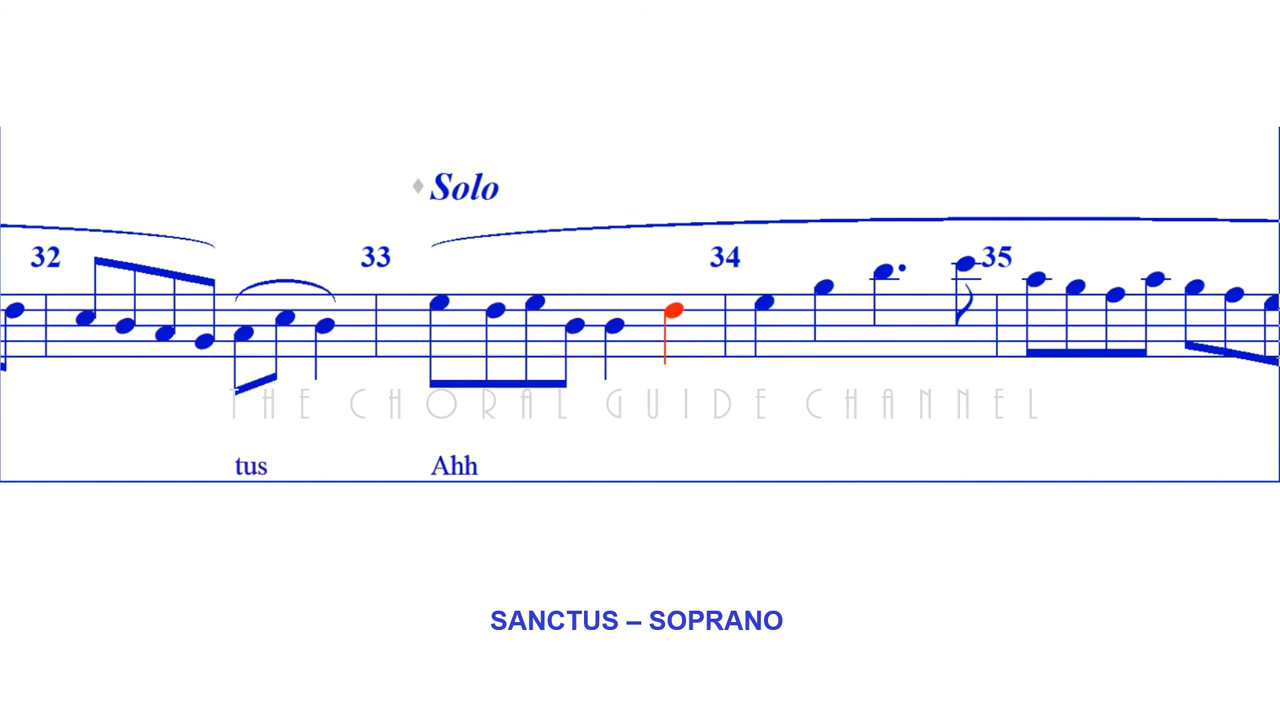 Solo
32 33 34 35
THE CHORAL GUIDE CHANNEL
tus Ahh
SANCTUS – SOPRANO